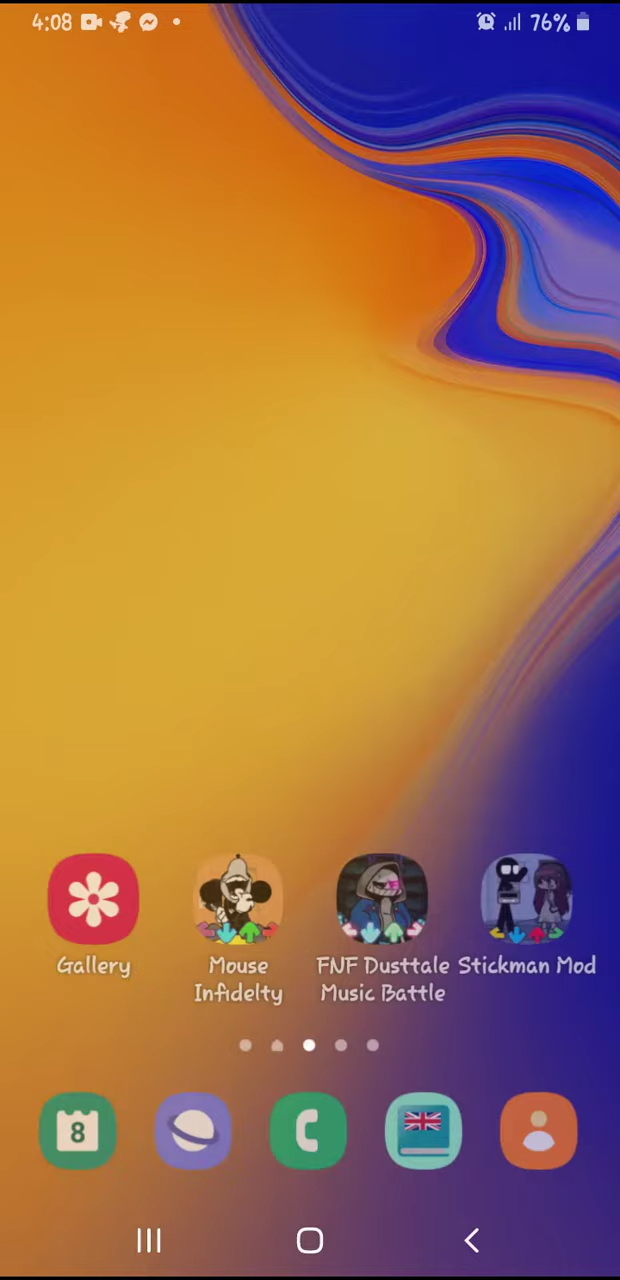 4:08
76%
Gallery
Mouse
Infidelty
FNF Dusttale
Music Battle
Stickman Mod
8